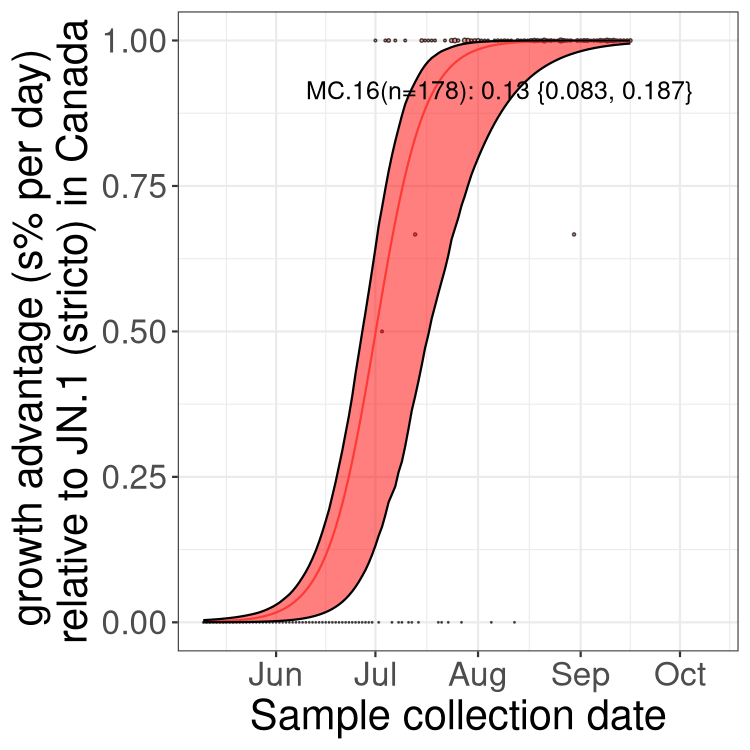 growth advantage (s% per day)
relative to JN.1 (stricto) in Canada
1.00
0.75
0.50
0.25
0.00
MC.16(n=178): 0.13 {0.083, 0.187}
Jun Jul Aug Sep Oct
Sample collection date